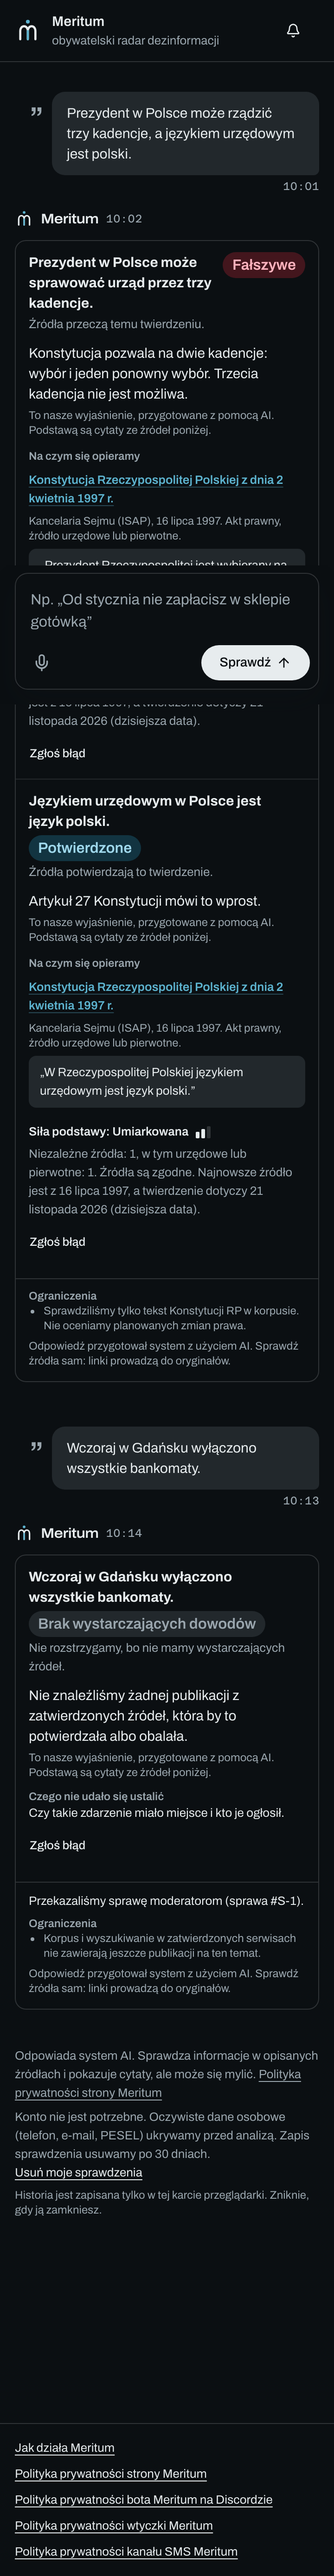 Meritum
obywatelski radar dezinformacji
Prezydent w Polsce może rządzić
trzy kadencje, a językiem urzędowym
jest polski.
10:01
Meritum 10:02
Prezydent w Polsce może
sprawować urząd przez trzy
kadencje.
Fałszywe
Źródła przeczą temu twierdzeniu.
Konstytucja pozwala na dwie kadencje:
wybór i jeden ponowny wybór. Trzecia
kadencja nie jest możliwa.
To nasze wyjaśnienie, przygotowane z pomocą AI.
Podstawą są cytaty ze źródeł poniżej.
Na czym się opieramy
Konstytucja Rzeczypospolitej Polskiej z dnia 2
kwietnia 1997 r.
Kancelaria Sejmu (ISAP), 16 lipca 1997. Akt prawny,
źródło urzędowe lub pierwotne.
Prezydent Rzeczypospolitej jest wybierany na
Np. „Od stycznia nie zapłacisz w sklepie
gotówką”
Sprawdź
jest z 16 lipca 1997, a twierdzenie dotyczy 21
listopada 2026 (dzisiejsza data).
Zgłoś błąd
Językiem urzędowym w Polsce jest
język polski.
Potwierdzone
Źródła potwierdzają to twierdzenie.
Artykuł 27 Konstytucji mówi to wprost.
To nasze wyjaśnienie, przygotowane z pomocą AI.
Podstawą są cytaty ze źródeł poniżej.
Na czym się opieramy
Konstytucja Rzeczypospolitej Polskiej z dnia 2
kwietnia 1997 r.
Kancelaria Sejmu (ISAP), 16 lipca 1997. Akt prawny,
źródło urzędowe lub pierwotne.
„W Rzeczypospolitej Polskiej językiem
urzędowym jest język polski.”
Siła podstawy: Umiarkowana
Niezależne źródła: 1, w tym urzędowe lub
pierwotne: 1. Źródła są zgodne. Najnowsze źródło
jest z 16 lipca 1997, a twierdzenie dotyczy 21
listopada 2026 (dzisiejsza data).
Zgłoś błąd
Ograniczenia
• Sprawdziliśmy tylko tekst Konstytucji RP w korpusie.
Nie oceniamy planowanych zmian prawa.
Odpowiedź przygotował system z użyciem AI. Sprawdź
źródła sam: linki prowadzą do oryginałów.
Wczoraj w Gdańsku wyłączono
wszystkie bankomaty.
10:13
Meritum 10:14
Wczoraj w Gdańsku wyłączono
wszystkie bankomaty.
Brak wystarczających dowodów
Nie rozstrzygamy, bo nie mamy wystarczających
źródeł.
Nie znaleźliśmy żadnej publikacji z
zatwierdzonych źródeł, która by to
potwierdzała albo obalała.
To nasze wyjaśnienie, przygotowane z pomocą AI.
Podstawą są cytaty ze źródeł poniżej.
Czego nie udało się ustalić
Czy takie zdarzenie miało miejsce i kto je ogłosił.
Zgłoś błąd
Przekazaliśmy sprawę moderatorom (sprawa #S-1).
Ograniczenia
• Korpus i wyszukiwanie w zatwierdzonych serwisach
nie zawierają jeszcze publikacji na ten temat.
Odpowiedź przygotował system z użyciem AI. Sprawdź
źródła sam: linki prowadzą do oryginałów.
Odpowiada system AI. Sprawdza informacje w opisanych
źródłach i pokazuje cytaty, ale może się mylić. Polityka
prywatności strony Meritum
Konto nie jest potrzebne. Oczywiste dane osobowe
(telefon, e-mail, PESEL) ukrywamy przed analizą. Zapis
sprawdzenia usuwamy po 30 dniach.
Usuń moje sprawdzenia
Historia jest zapisana tylko w tej karcie przeglądarki. Zniknie,
gdy ją zamkniesz.
Jak działa Meritum
Polityka prywatności strony Meritum
Polityka prywatności bota Meritum na Discordzie
Polityka prywatności wtyczki Meritum
Polityka prywatności kanału SMS Meritum